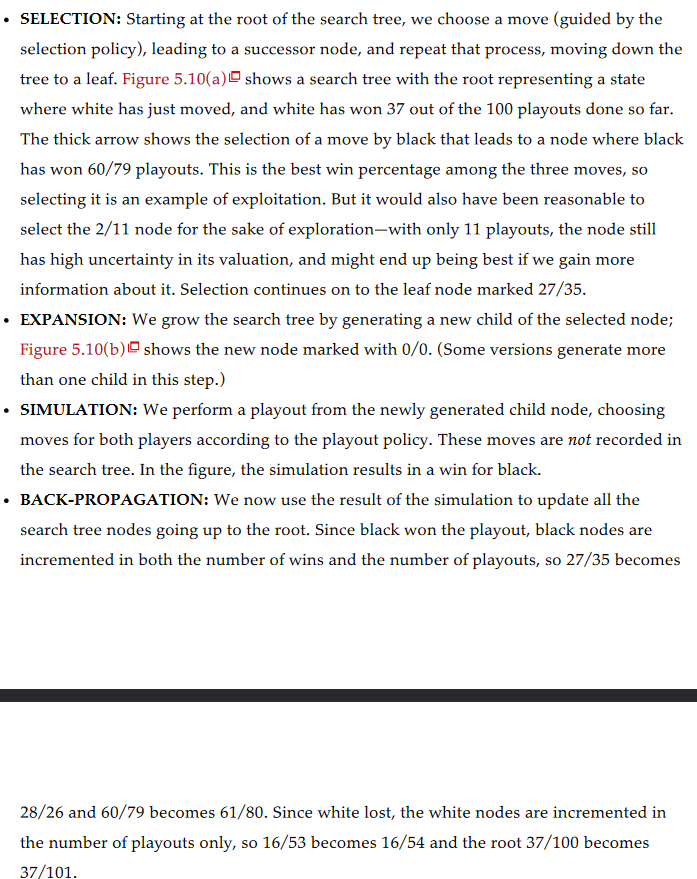 • SELECTION: Starting at the root of the search tree, we choose a move (guided by the
selection policy), leading to a successor node, and repeat that process, moving down the
tree to a leaf. Figure 5.10(a) shows a search tree with the root representing a state
where white has just moved, and white has won 37 out of the 100 playouts done so far.
The thick arrow shows the selection of a move by black that leads to a node where black
has won 60/79 playouts. This is the best win percentage among the three moves, so
selecting it is an example of exploitation. But it would also have been reasonable to
select the 2/11 node for the sake of exploration—with only 11 playouts, the node still
has high uncertainty in its valuation, and might end up being best if we gain more
information about it. Selection continues on to the leaf node marked 27/35.
• EXPANSION: We grow the search tree by generating a new child of the selected node;
Figure 5.10(b) shows the new node marked with 0/0. (Some versions generate more
than one child in this step.)
• SIMULATION: We perform a playout from the newly generated child node, choosing
moves for both players according to the playout policy. These moves are not recorded in
the search tree. In the figure, the simulation results in a win for black.
• BACK-PROPAGATION: We now use the result of the simulation to update all the
search tree nodes going up to the root. Since black won the playout, black nodes are
incremented in both the number of wins and the number of playouts, so 27/35 becomes
28/26 and 60/79 becomes 61/80. Since white lost, the white nodes are incremented in
the number of playouts only, so 16/53 becomes 16/54 and the root 37/100 becomes
37/101.